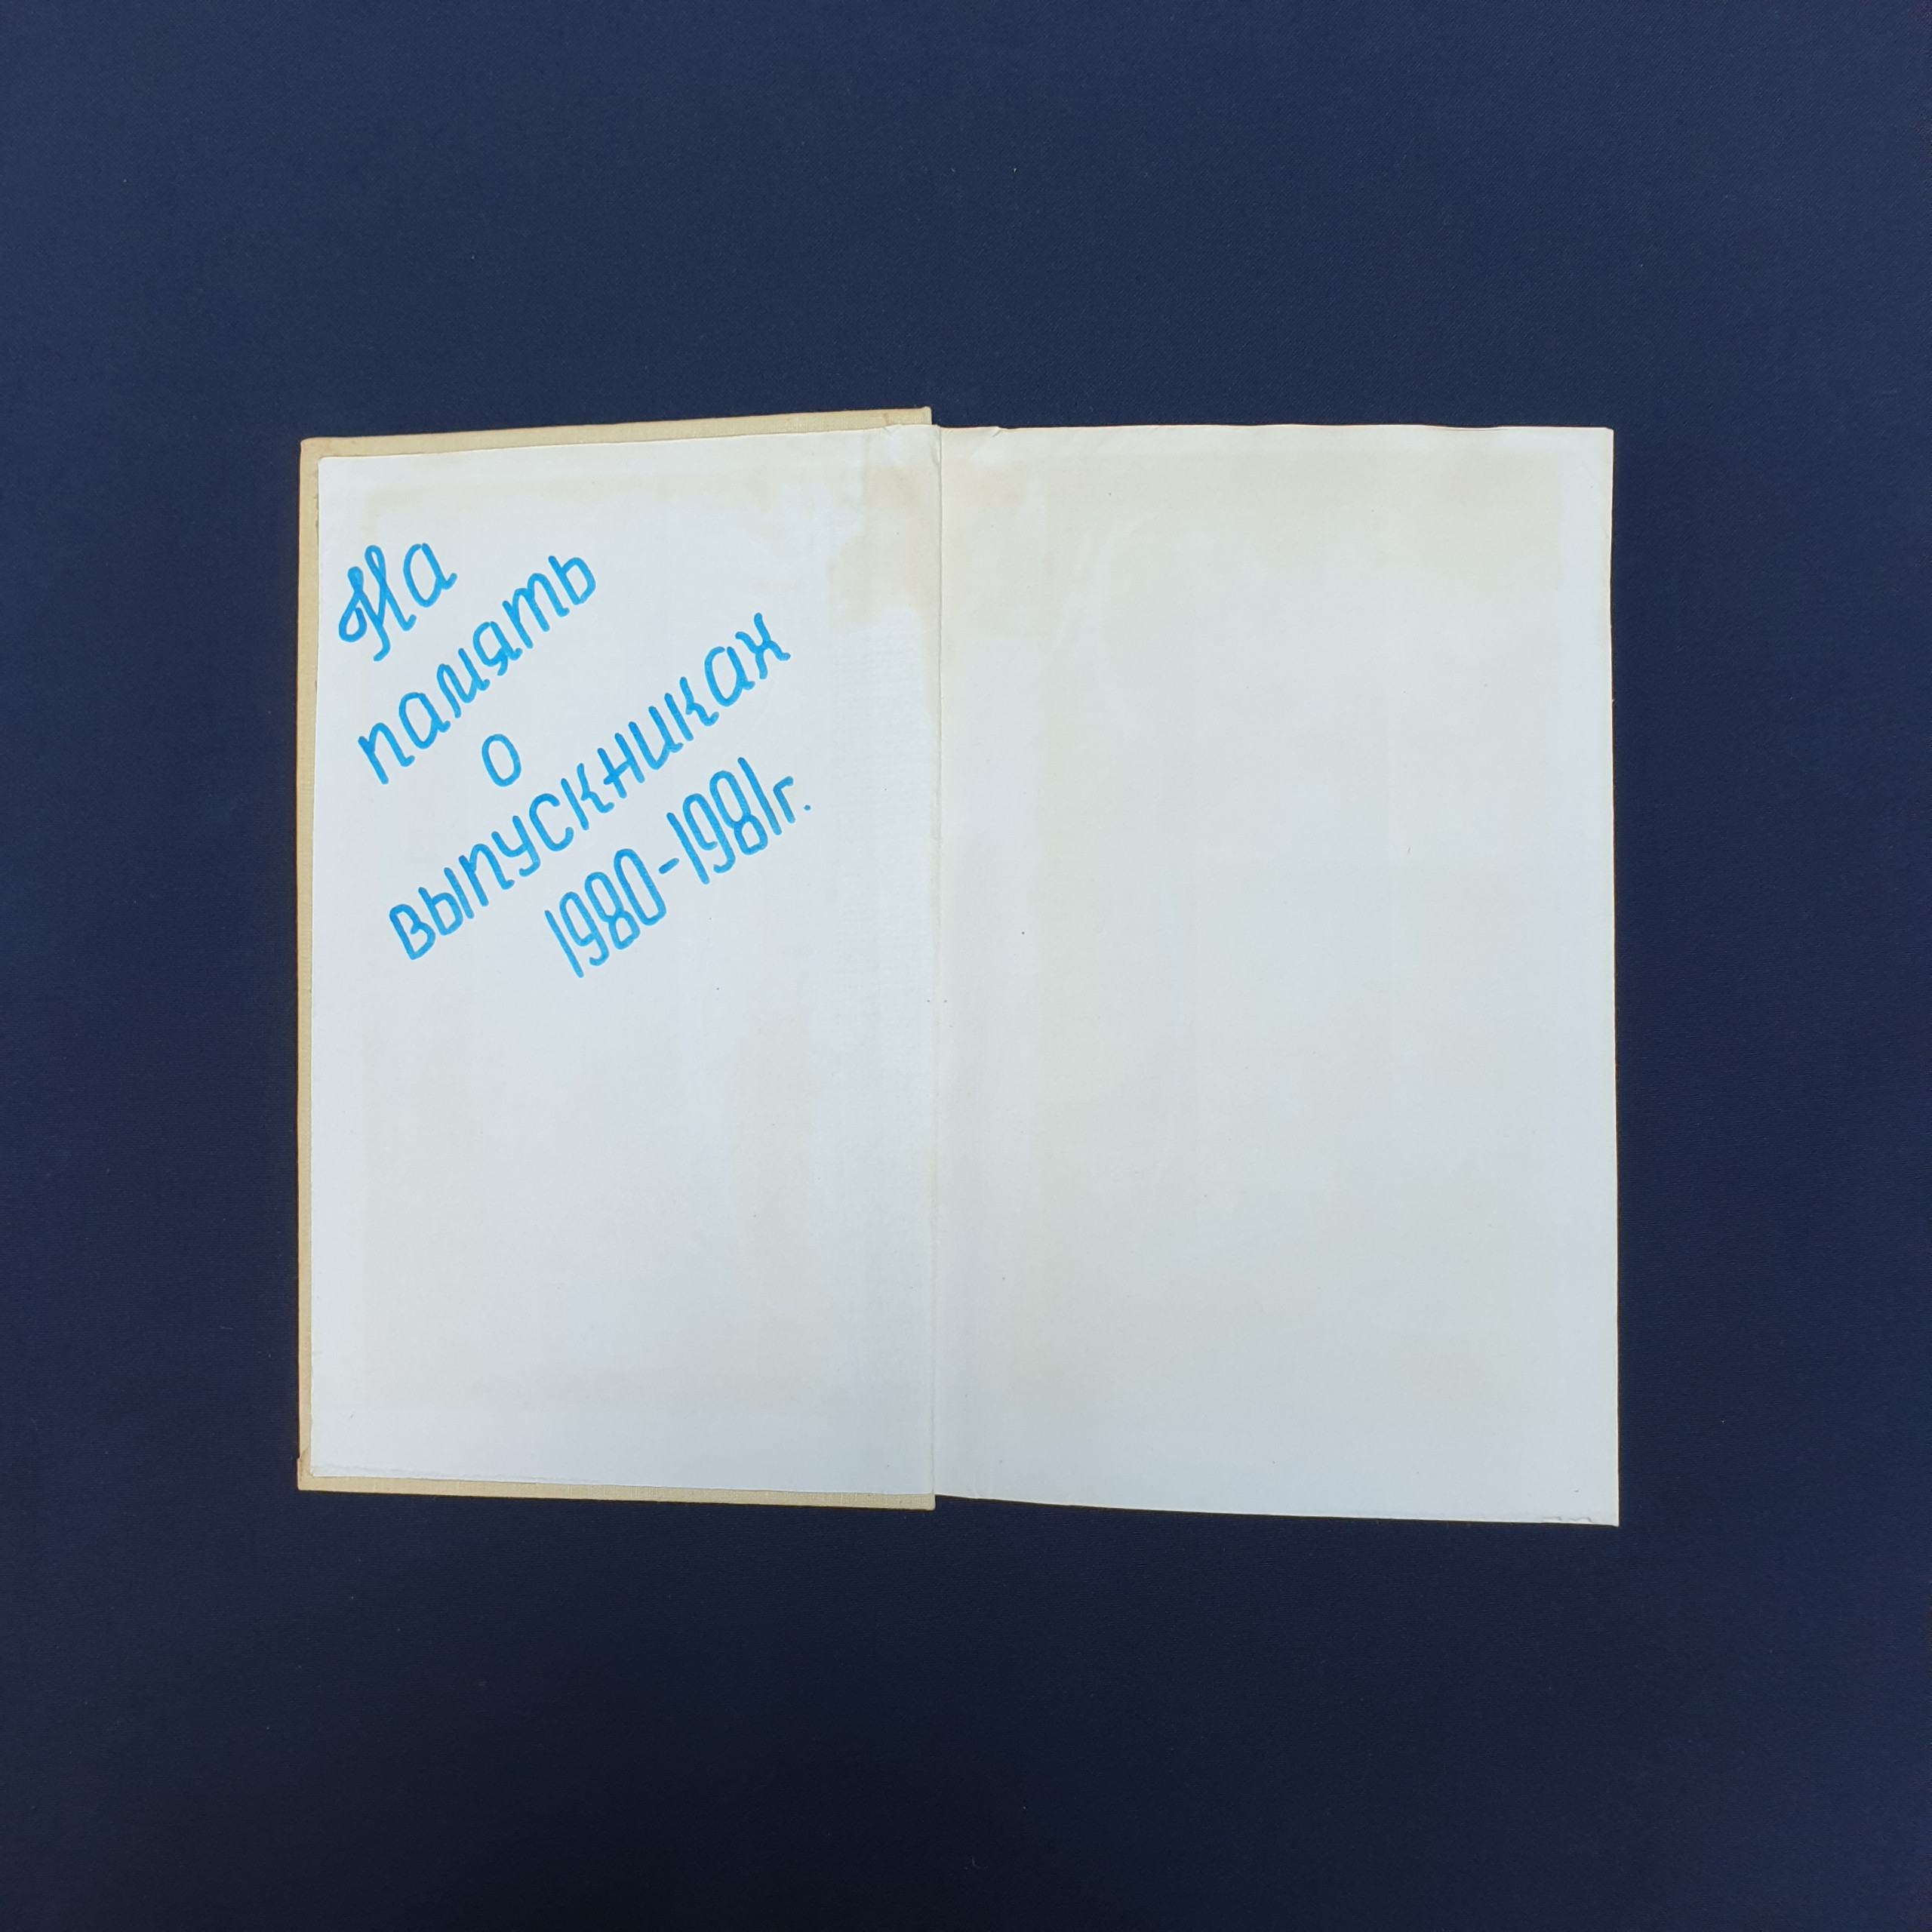 На
память
о
выпускниках
1980-1981г.